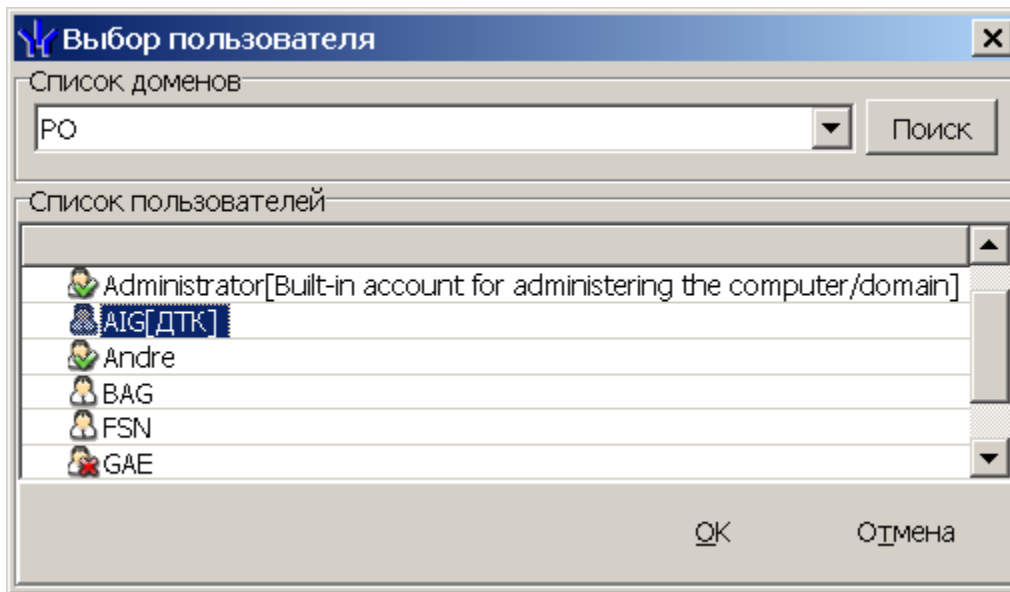 Выбор пользователя
Список доменов
PO
Поиск
Список пользователей
Administrator[Built-in account for administering the computer/domain]
AIG[ДТК]
Andre
BAG
FSN
GAE
OK
Отмена